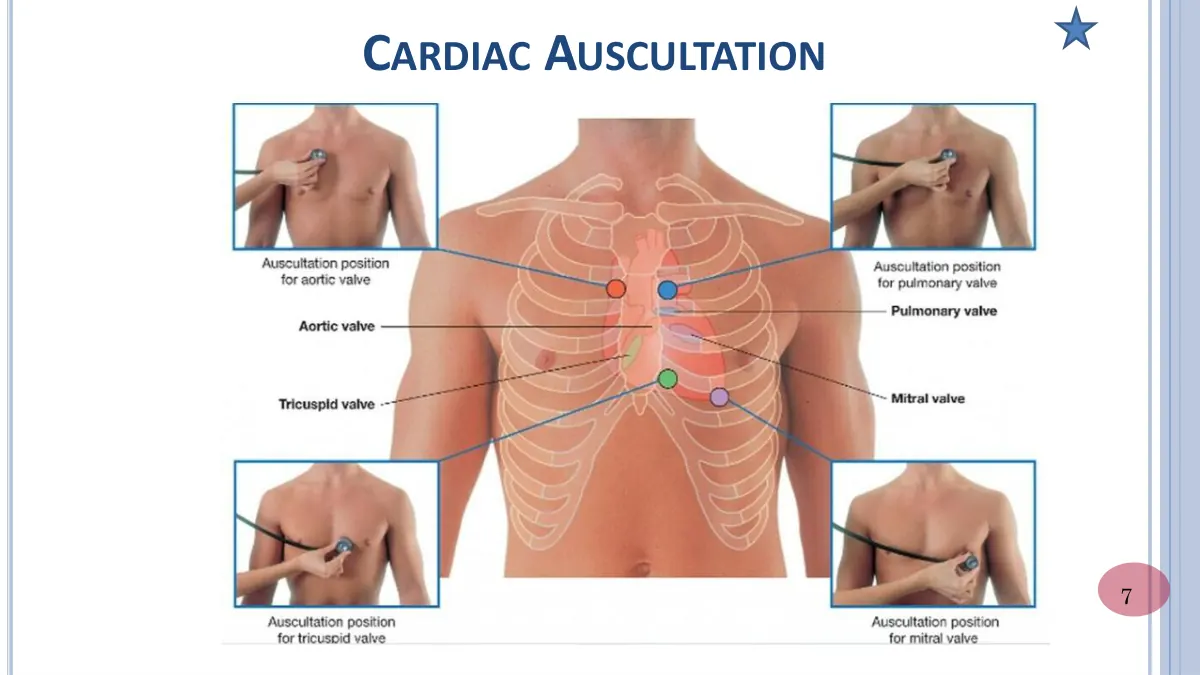 CARDIAC AUSCULTATION
Auscultation position
for aortic valve
Auscultation position
for pulmonary valve
Pulmonary valve
Aortic valve
Mitral valve
Tricuspid valve
Auscultation position
for tricuspid valve
Auscultation position
for mitral valve
7